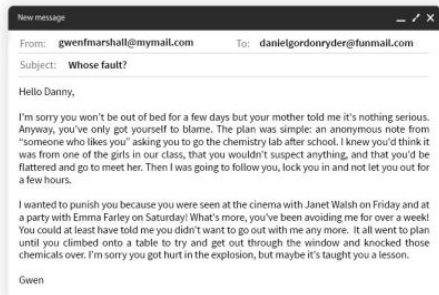 New message
From: gwenfmarshall@mymail.com To: danielgordonryder@funmail.com
Subject: Whose fault?
Hello Danny,
I'm sorry you won't be out of bed for a few days but your mother told me it's nothing serious.
Anyway, you've only got yourself to blame. The plan was simple: an anonymous note from
"someone who likes you" asking you to go the chemistry lab after school. I knew you'd think it
was from one of the girls in our class, that you wouldn't suspect anything, and that you'd be
flattered and go to meet her. Then I was going to follow you, lock you in and not let you out for
a few hours.
I wanted to punish you because you were seen at the cinema with Janet Walsh on Friday and at
a party with Emma Farley on Saturday! What's more, you've been avoiding me for over a week!
You could at least have told me you didn't want to go out with me any more. It all went to plan
until you climbed onto a table to try and get out through the window and knocked those
chemicals over. I'm sorry you got hurt in the explosion, but maybe it's taught you a lesson.
Gwen